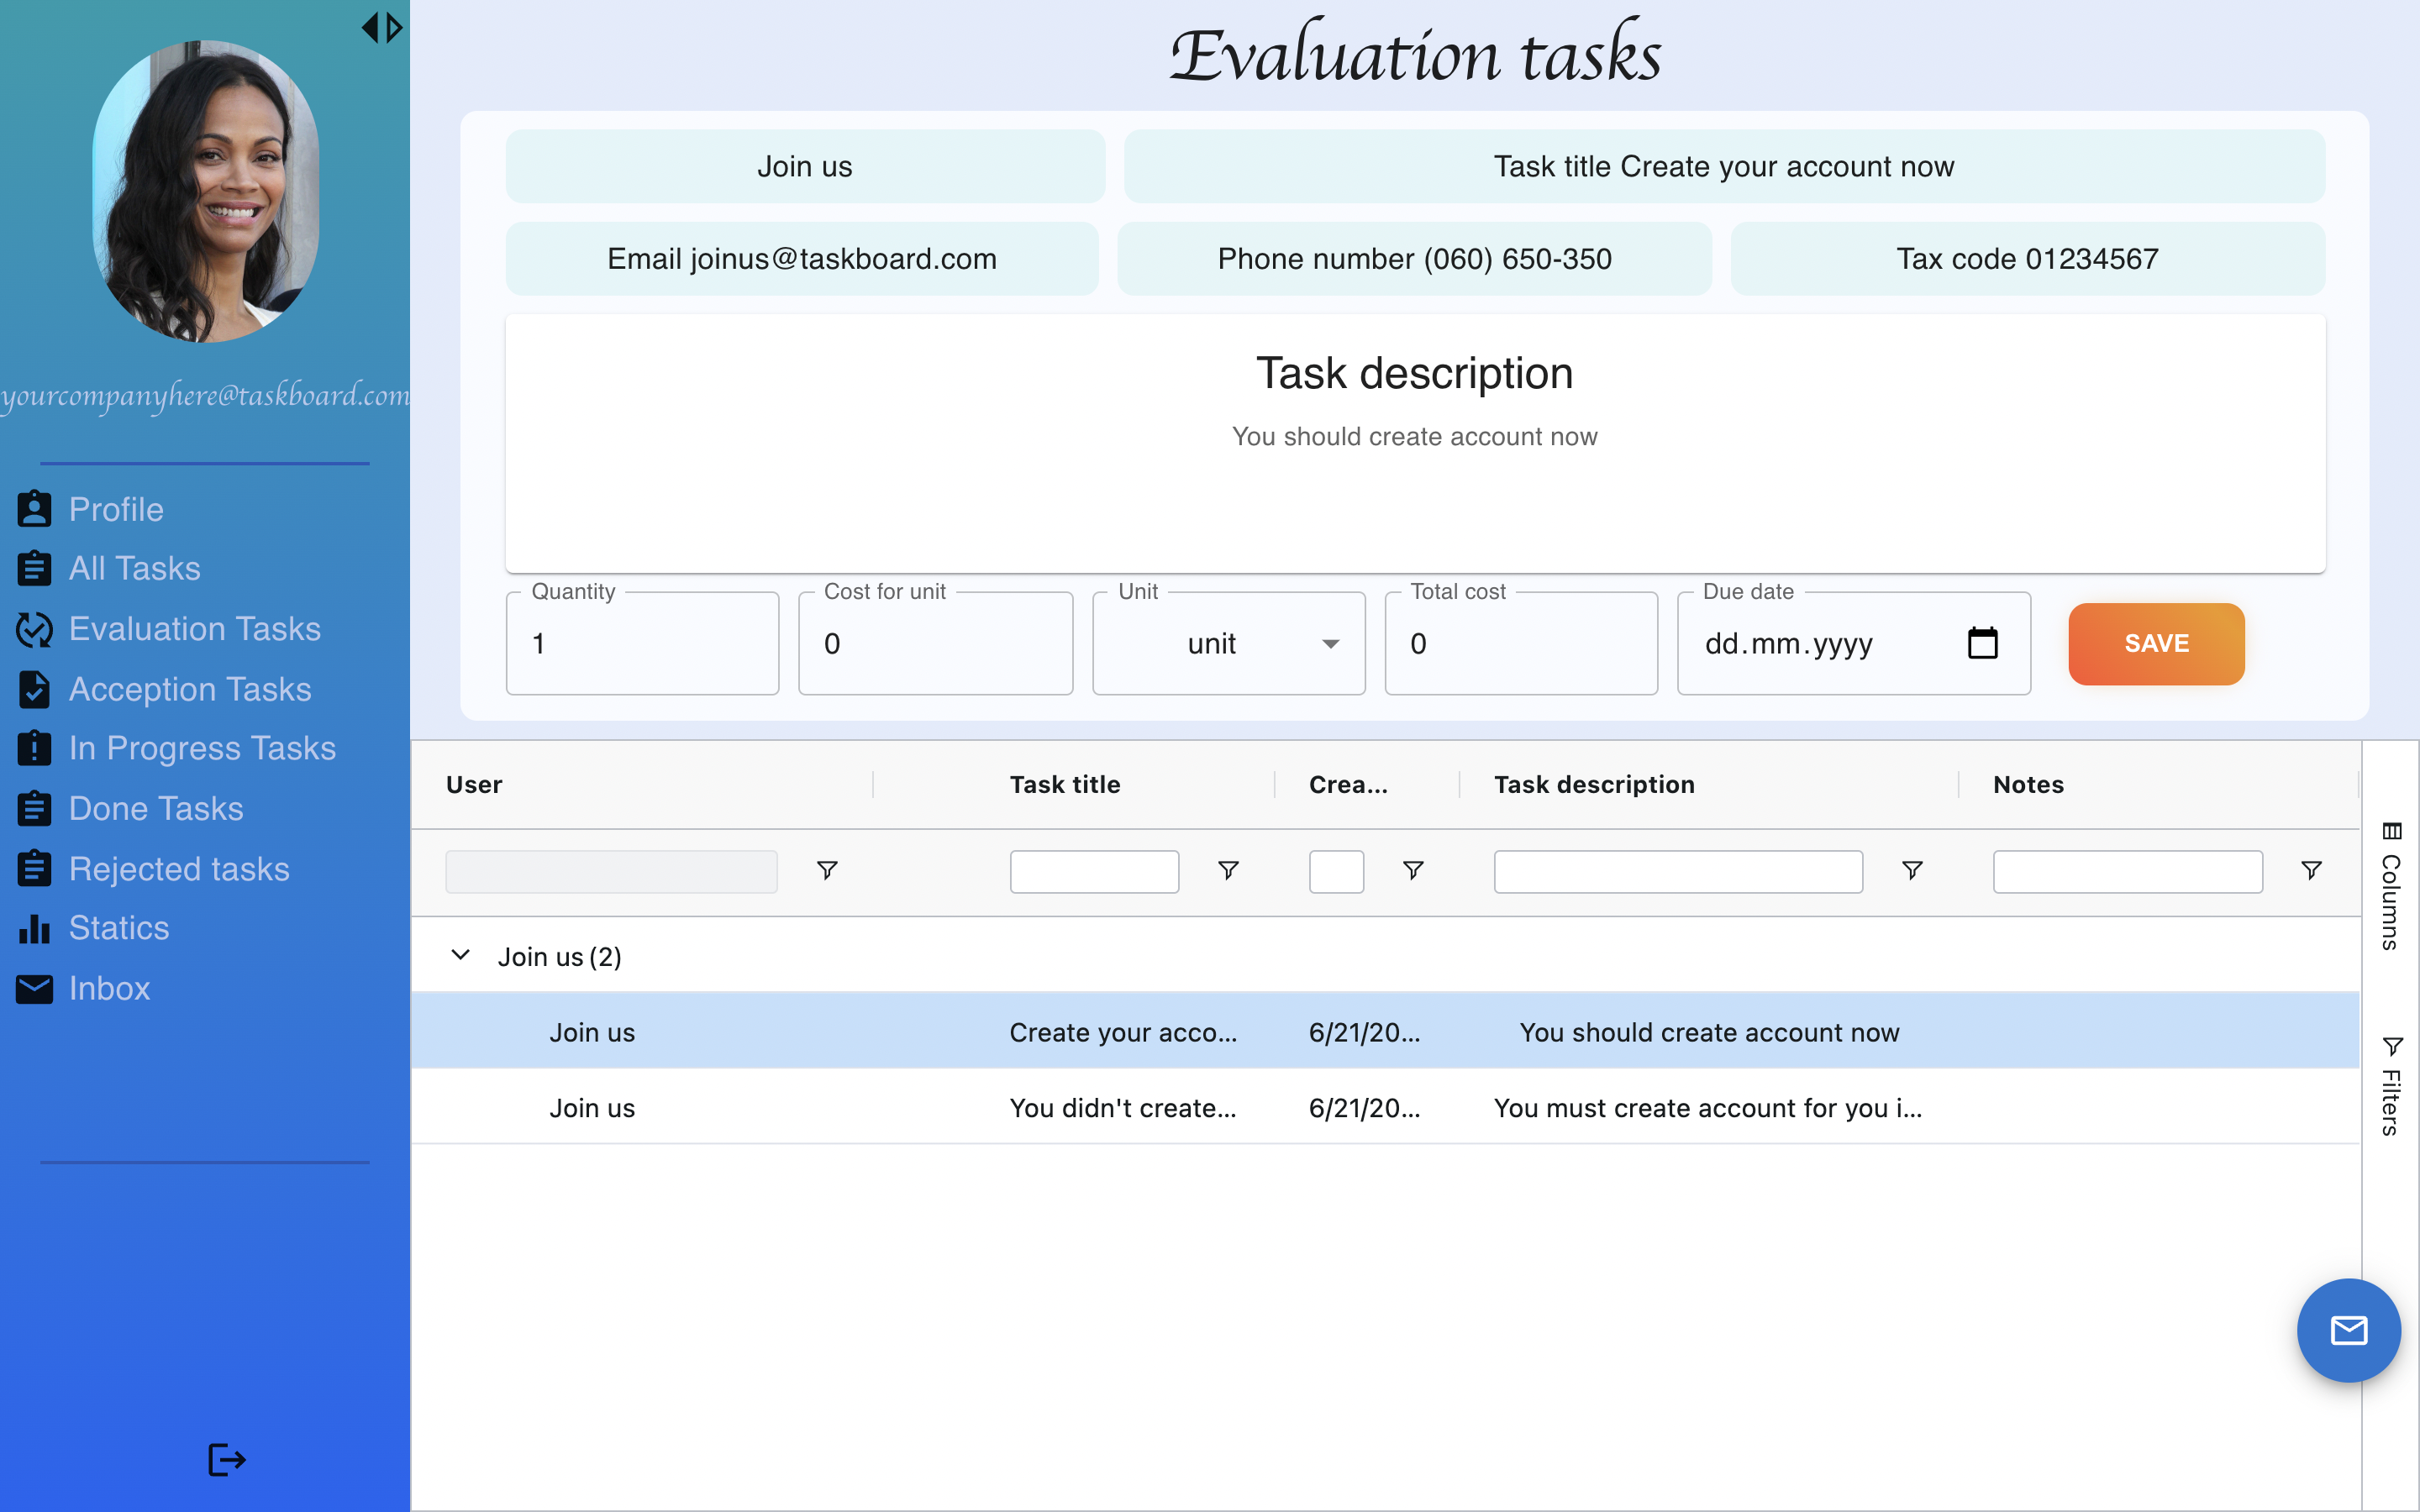 yourcompanyhere@taskboard.com
Profile
All Tasks
Evaluation Tasks
Acception Tasks
In Progress Tasks
Done Tasks
Rejected tasks
Statics
Inbox
Evaluation tasks
Join us
Task title Create your account now
Email joinus@taskboard.com
Phone number (060) 650-350
Tax code 01234567
Task description
You should create account now
Quantity
1
Cost for unit
0
Unit
unit
Total cost
0
Due date
dd.mm.yyyy
SAVE
User Task title Crea... Task description Notes
Join us (2)
Join us Create your acco... 6/21/20... You should create account now
Join us You didn't create... 6/21/20... You must create account for you i...
Columns
Filters